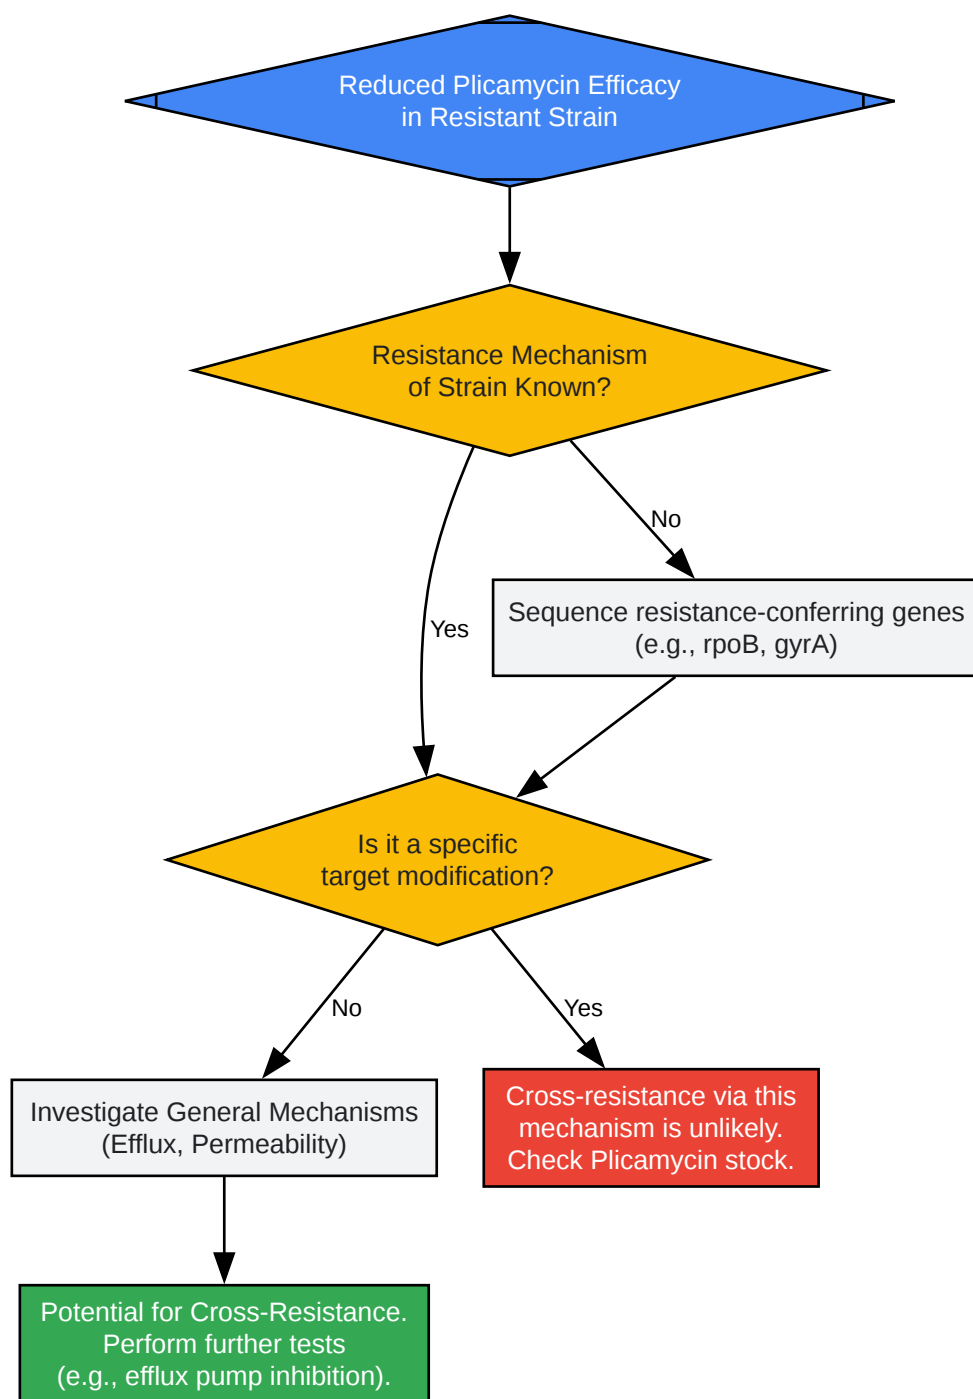 Reduced Plicamycin Efficacy
in Resistant Strain
Resistance Mechanism
of Strain Known?
No
Sequence resistance-conferring genes
(e.g., rpoB, gyrA)
Yes
Is it a specific
target modification?
No
Yes
Investigate General Mechanisms
(Efflux, Permeability)
Cross-resistance via this
mechanism is unlikely.
Check Plicamycin stock.
Potential for Cross-Resistance.
Perform further tests
(e.g., efflux pump inhibition).